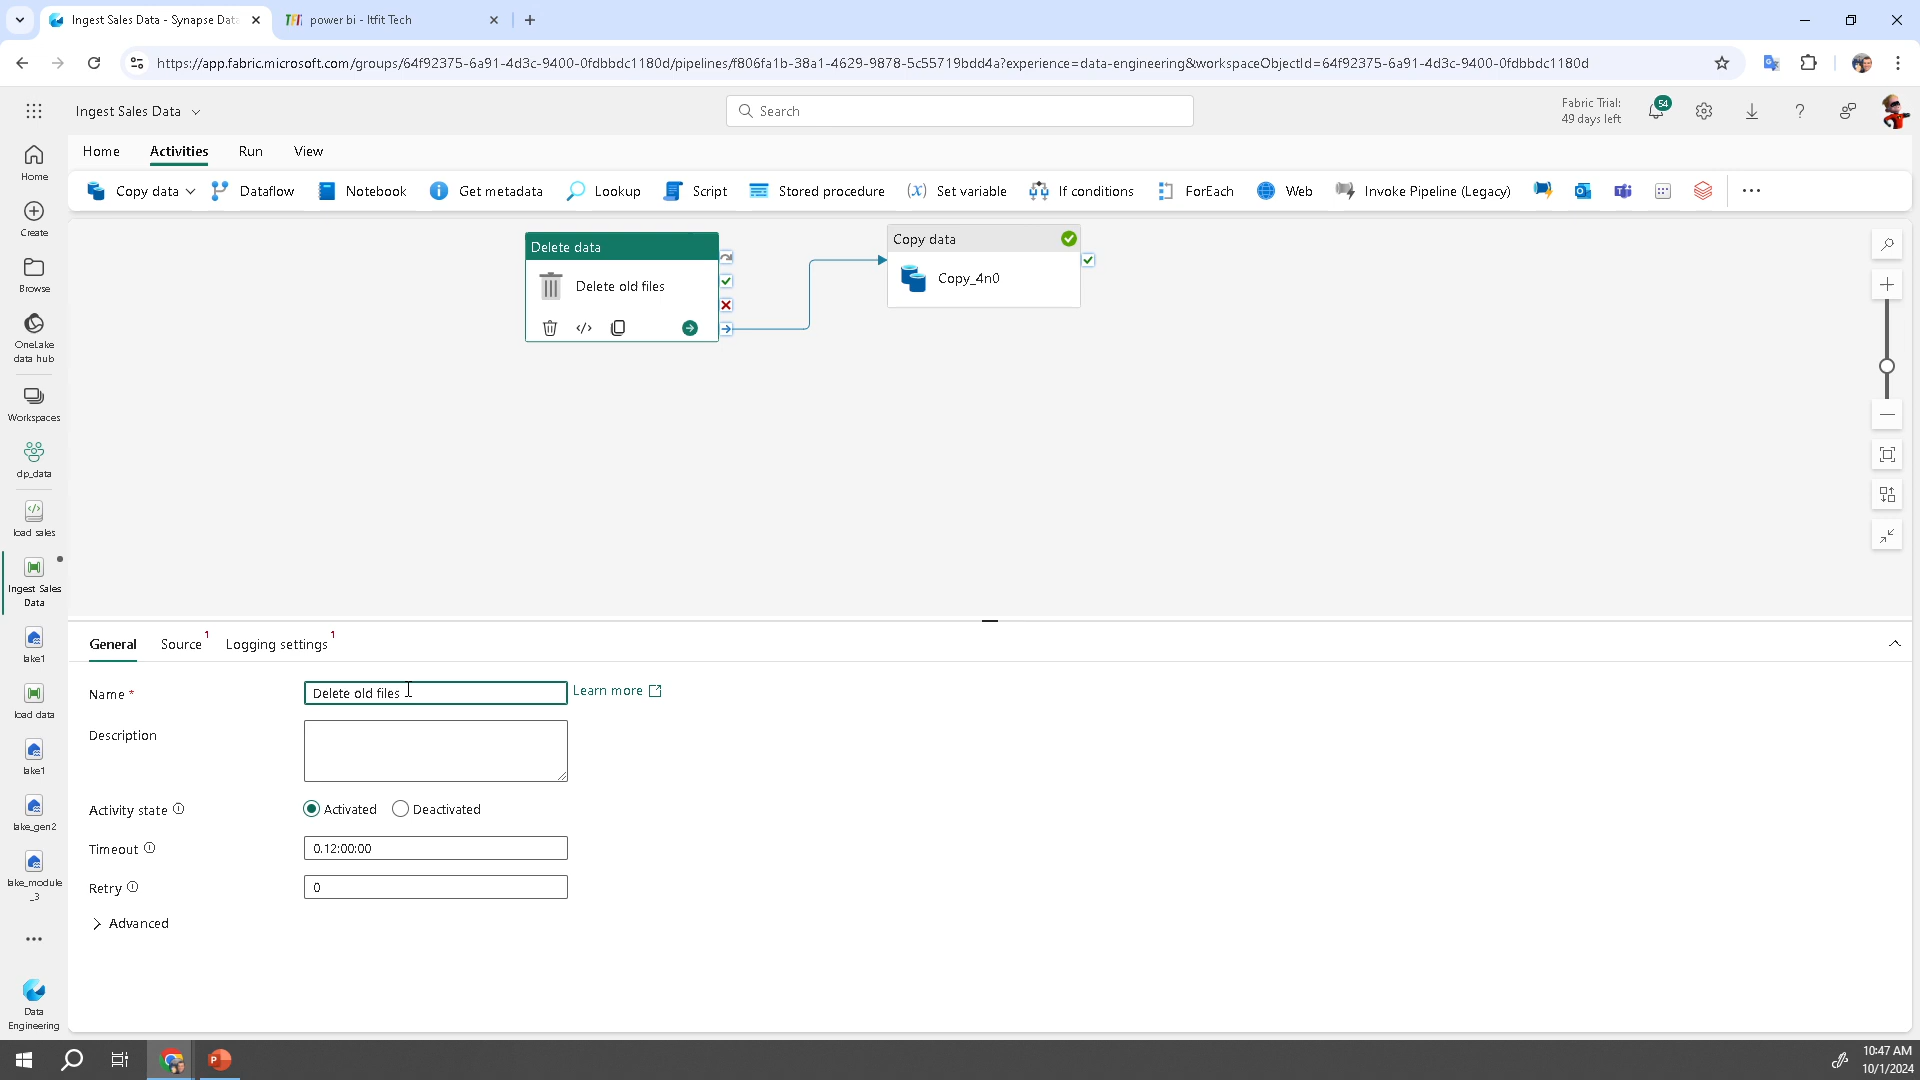 Ingest Sales Data - Synapse Dat
power bi - Itfit Tech
https://app.fabric.microsoft.com/groups/64f92375-6a91-4d3c-9400-0fdbbdc1180d/pipelines/f806fa1b-38a1-4629-9878-5c55719bdd4a?experience=data-engineering&workspaceObjectId=64f92375-6a91-4d3c-9400-0fdbbdc1180d
Ingest Sales Data
Search
Fabric Trial:
49 days left
54
Home
Activities
Run
View
Copy data
Dataflow
Notebook
Get metadata
Lookup
Script
Stored procedure
(x) Set variable
If conditions
ForEach
Web
Invoke Pipeline (Legacy)
Home
Create
Browse
OneLake
data hub
Workspaces
dp_data
load sales
Ingest Sales
Data
lake1
load data
lake1
lake_gen2
lake_module
_3
Data
Engineering
Delete data
Delete old files
Copy data
Copy_4n0
General
Source 1
Logging settings 1
Name *
Delete old files
Learn more
Description
Activity state
Activated
Deactivated
Timeout
0.12:00:00
Retry
0
Advanced
10:47 AM
10/1/2024